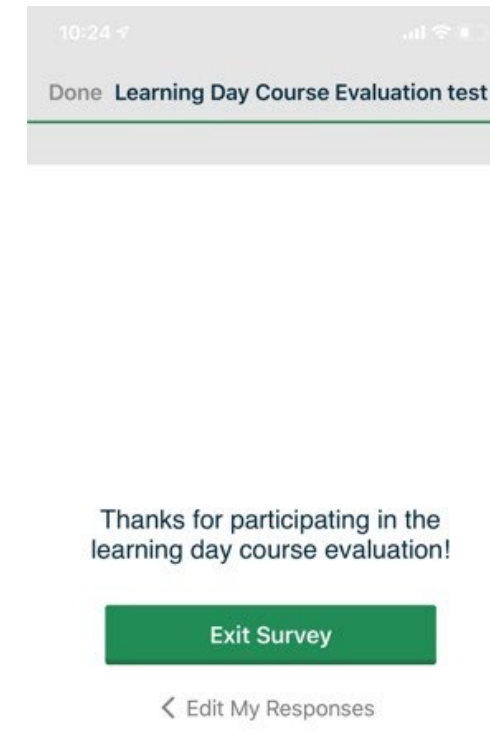 10:24
Done Learning Day Course Evaluation test
Thanks for participating in the
learning day course evaluation!
Exit Survey
Edit My Responses